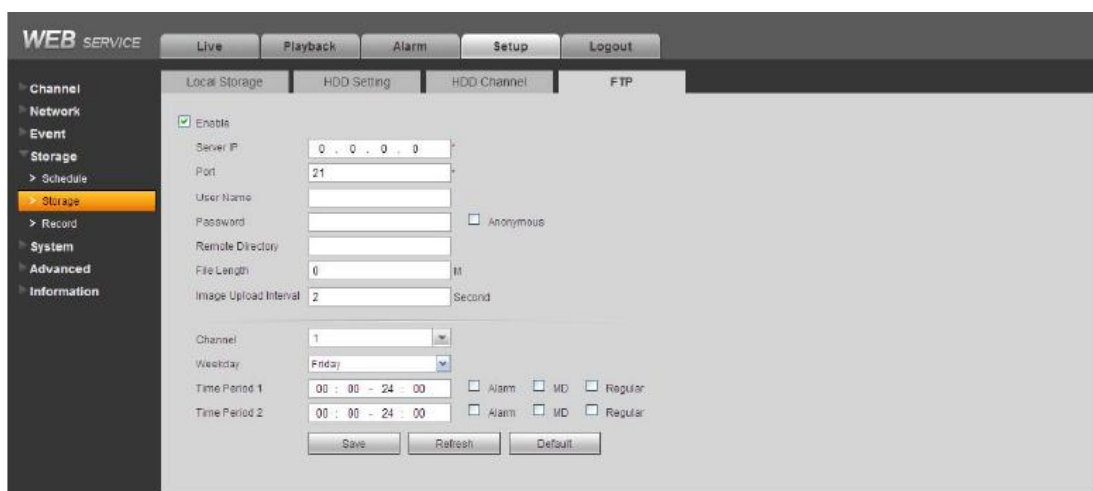 WEB SERVICE
Live Playback Alarm Setup Logout
Local Storage HDD Setting HDD Channel FTP
Channel
Network
Event
Storage
> Schedule
> Storage
> Record
System
Advanced
Information
Enable
Server IP 0 . 0 . 0 . 0 *
Port 21 *
User Name
Password Anonymous
Remote Directory
File Length 0 M
Image Upload Interval 2 Second
Channel 1
Weekday Friday
Time Period 1 00 : 00 - 24 : 00 Alarm MD Regular
Time Period 2 00 : 00 - 24 : 00 Alarm MD Regular
Save Refresh Default